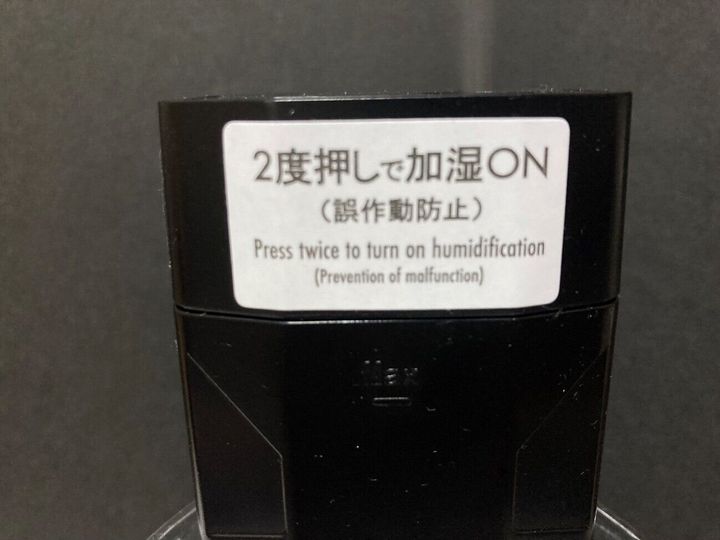 2度押しで加湿ON
（誤作動防止）
Press twice to turn on humidification
(Prevention of malfunction)
Max